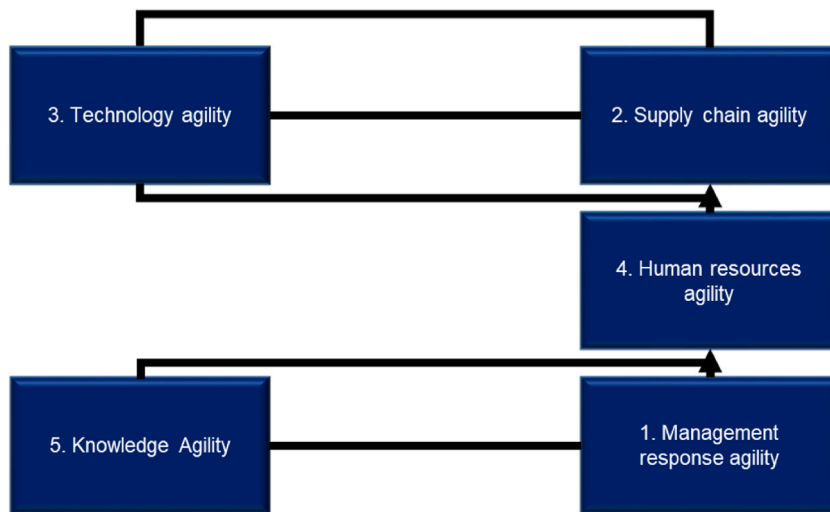 3. Technology agility
2. Supply chain agility
4. Human resources
agility
5. Knowledge Agility
1. Management
response agility